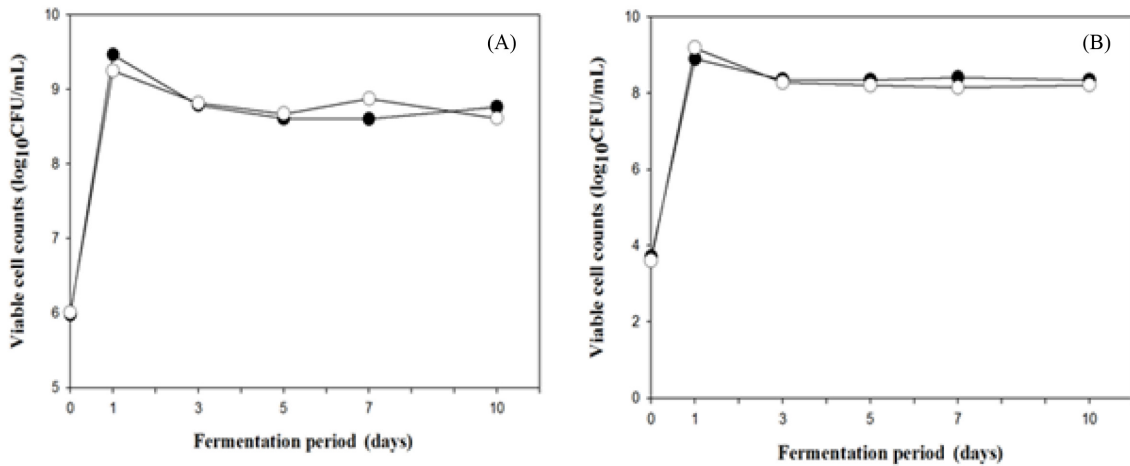 (A)
Viable cell counts (log10CFU/mL)
10
9
8
7
6
5
0 1 3 5 7 10
Fermentation period (days)
(B)
Viable cell counts (log10CFU/mL)
10
8
6
4
2
0
0 1 3 5 7 10
Fermentation period (days)